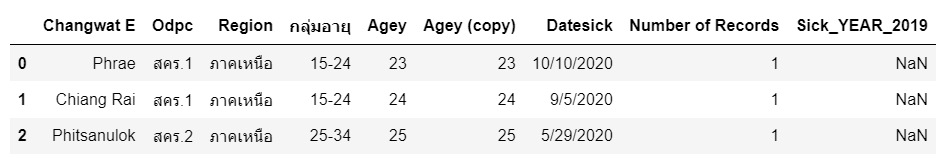 Changwat E Odpc Region กลุ่มอายุ Agey Agey (copy) Datesick Number of Records Sick_YEAR_2019
0 Phrae สคร.1 ภาคเหนือ 15-24 23 23 10/10/2020 1 NaN
1 Chiang Rai สคร.1 ภาคเหนือ 15-24 24 24 9/5/2020 1 NaN
2 Phitsanulok สคร.2 ภาคเหนือ 25-34 25 25 5/29/2020 1 NaN